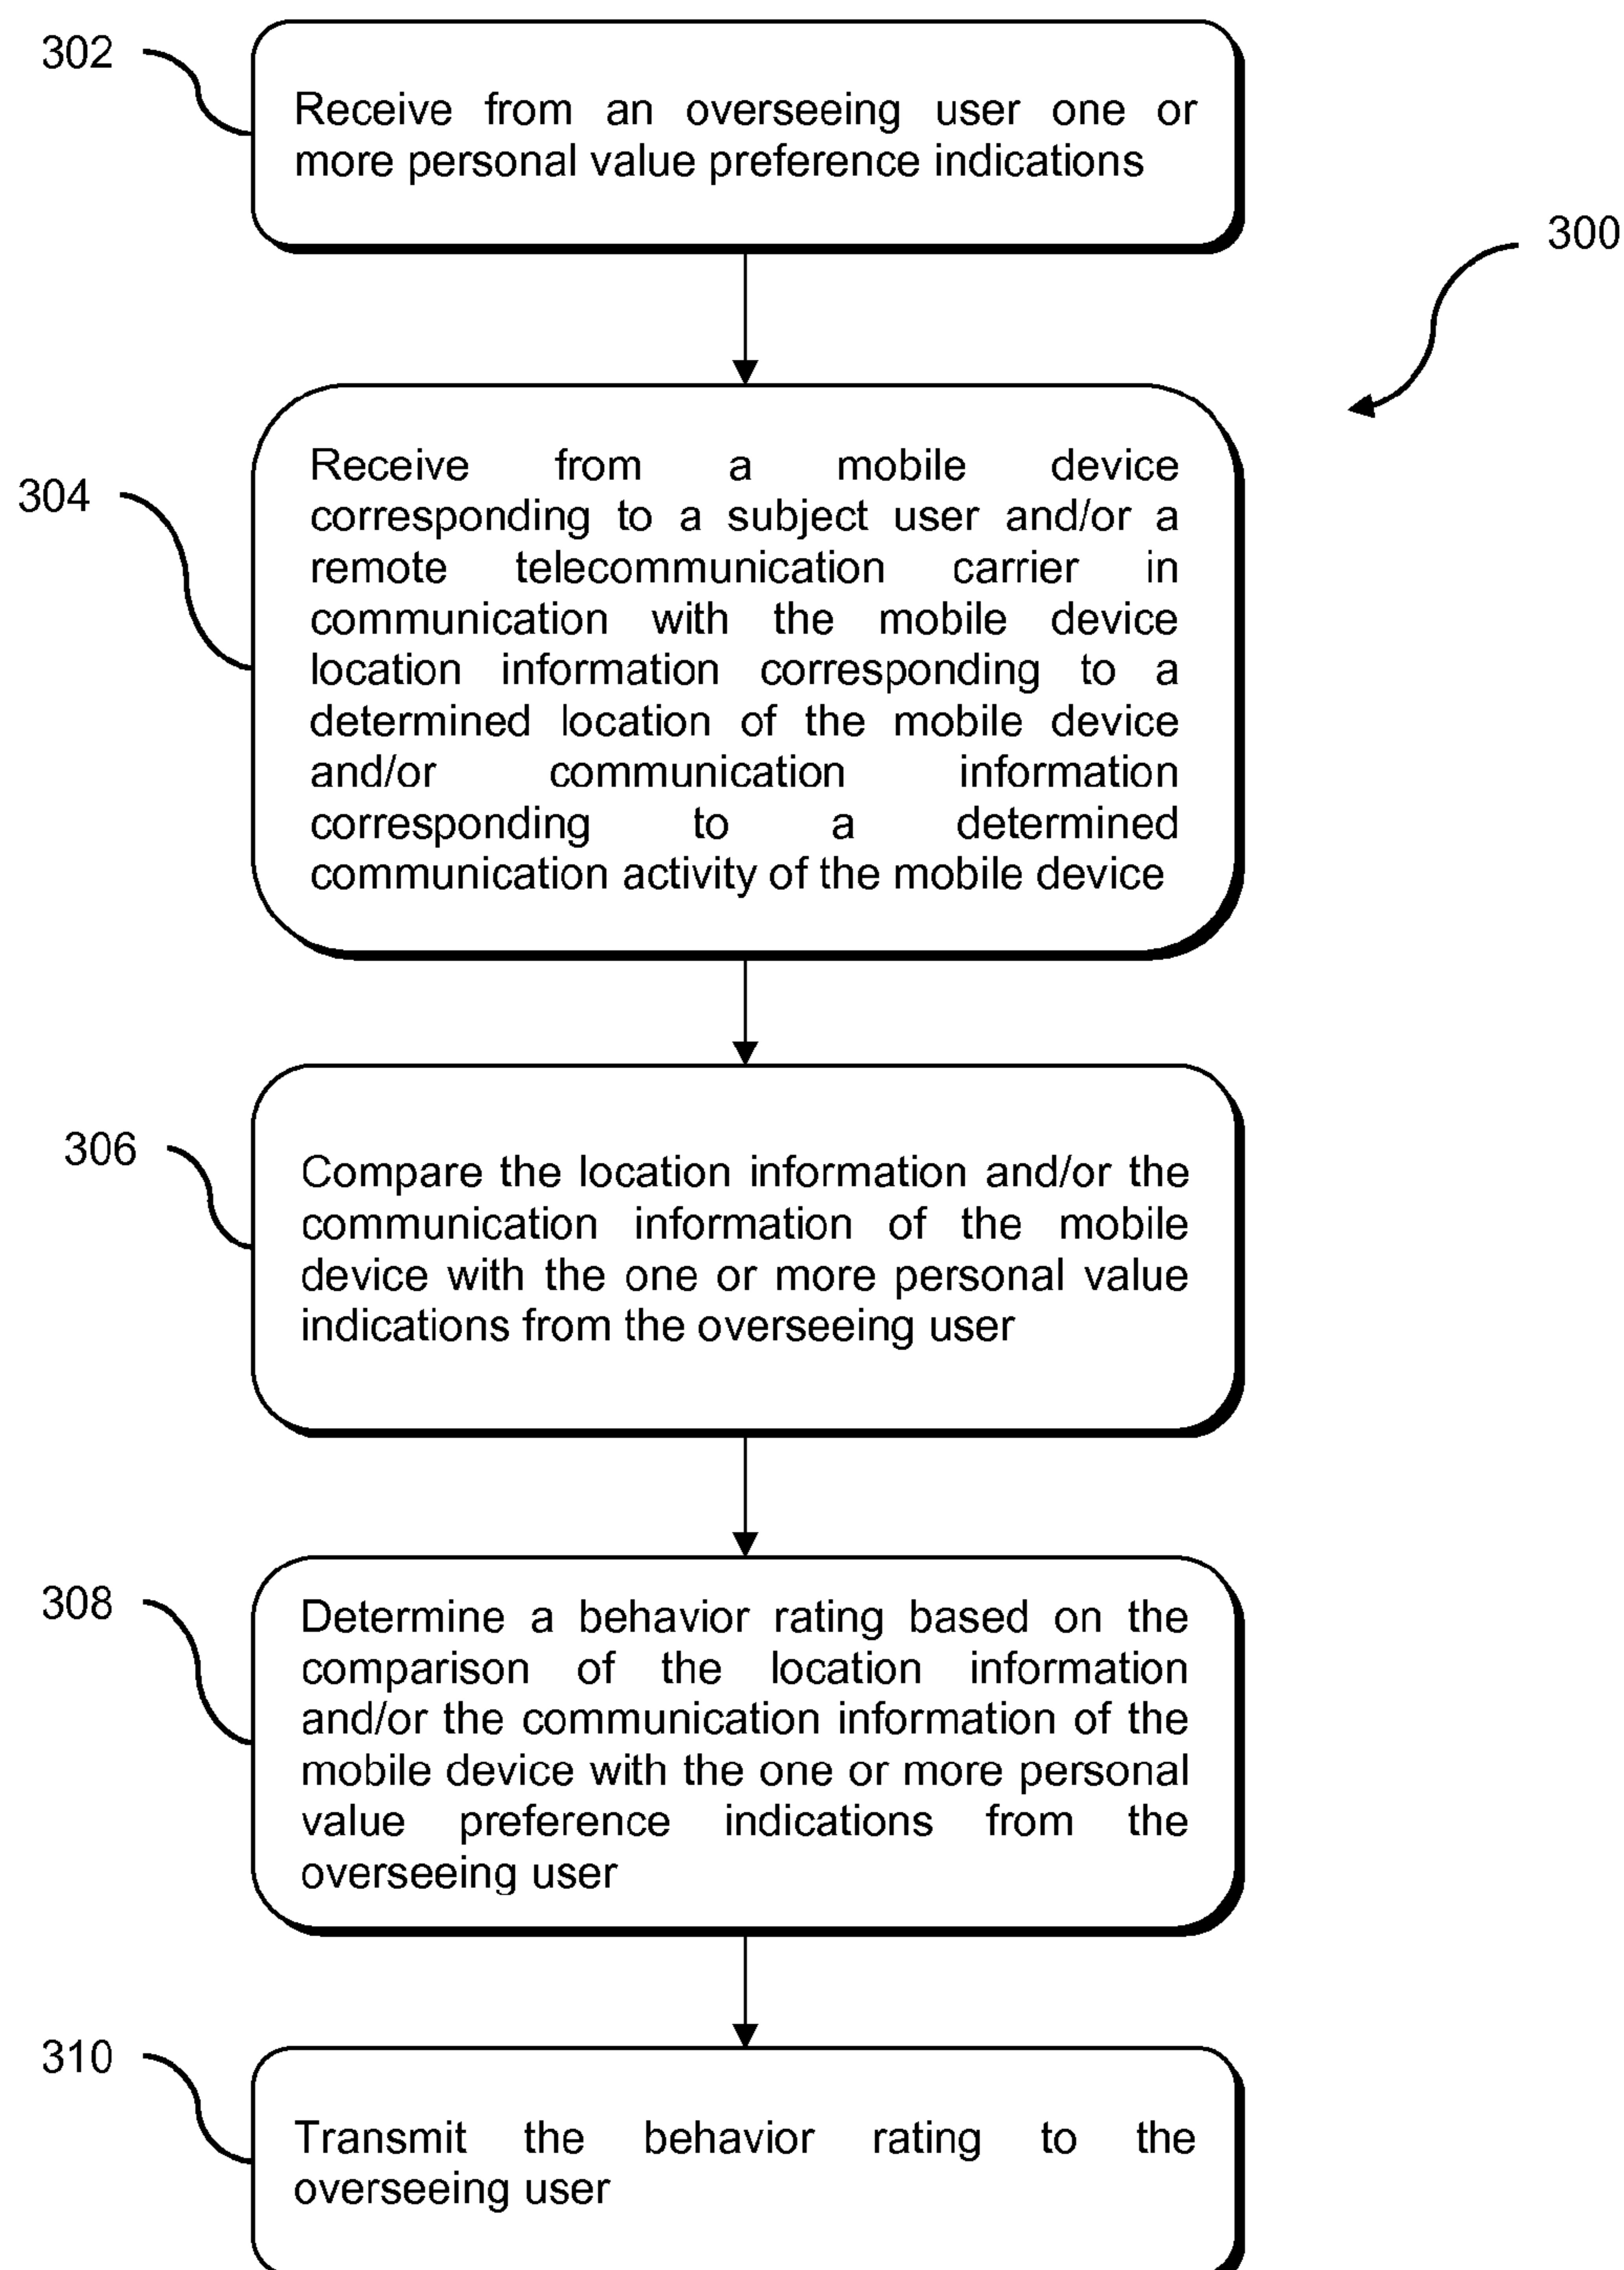 302
Receive from an overseeing user one or
more personal value preference indications
300
304
Receive from a mobile device
corresponding to a subject user and/or a
remote telecommunication carrier in
communication with the mobile device
location information corresponding to a
determined location of the mobile device
and/or communication information
corresponding to a determined
communication activity of the mobile device
306
Compare the location information and/or the
communication information of the mobile
device with the one or more personal value
indications from the overseeing user
308
Determine a behavior rating based on the
comparison of the location information
and/or the communication information of the
mobile device with the one or more personal
value preference indications from the
overseeing user
310
Transmit the behavior rating to the
overseeing user